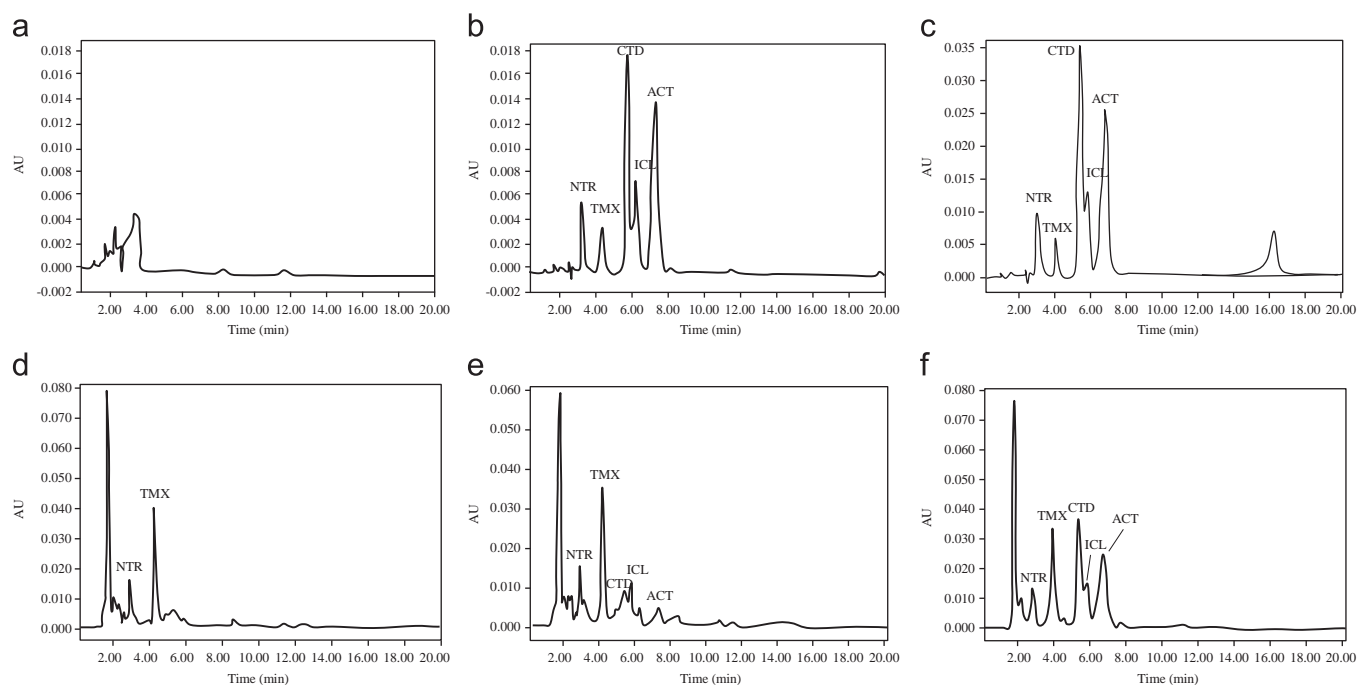 a
0.018
0.016
0.014
0.012
0.010
0.008
0.006
0.004
0.002
0.000
-0.002
AU
2.00 4.00 6.00 8.00 10.00 12.00 14.00 16.00 18.00 20.00
Time (min)
b
0.018
0.016
0.014
0.012
0.010
0.008
0.006
0.004
0.002
0.000
-0.002
AU
CTD
ACT
ICL
NTR
TMX
2.00 4.00 6.00 8.00 10.00 12.00 14.00 16.00 18.00 20.00
Time (min)
c
0.035
0.030
0.025
0.020
0.015
0.010
0.005
0.000
AU
CTD
ACT
ICL
NTR
TMX
2.00 4.00 6.00 8.00 10.00 12.00 14.00 16.00 18.00 20.00
Time (min)
d
0.080
0.070
0.060
0.050
0.040
0.030
0.020
0.010
0.000
AU
TMX
NTR
2.00 4.00 6.00 8.00 10.00 12.00 14.00 16.00 18.00 20.00
Time (min)
e
0.060
0.050
0.040
0.030
0.020
0.010
0.000
AU
TMX
NTR
ICL
CTD
ACT
2.00 4.00 6.00 8.00 10.00 12.00 14.00 16.00 18.00 20.00
Time (min)
f
0.080
0.070
0.060
0.050
0.040
0.030
0.020
0.010
0.000
AU
TMX
CTD
ACT
ICL
NTR
2.00 4.00 6.00 8.00 10.00 12.00 14.00 16.00 18.00 20.00
Time (min)